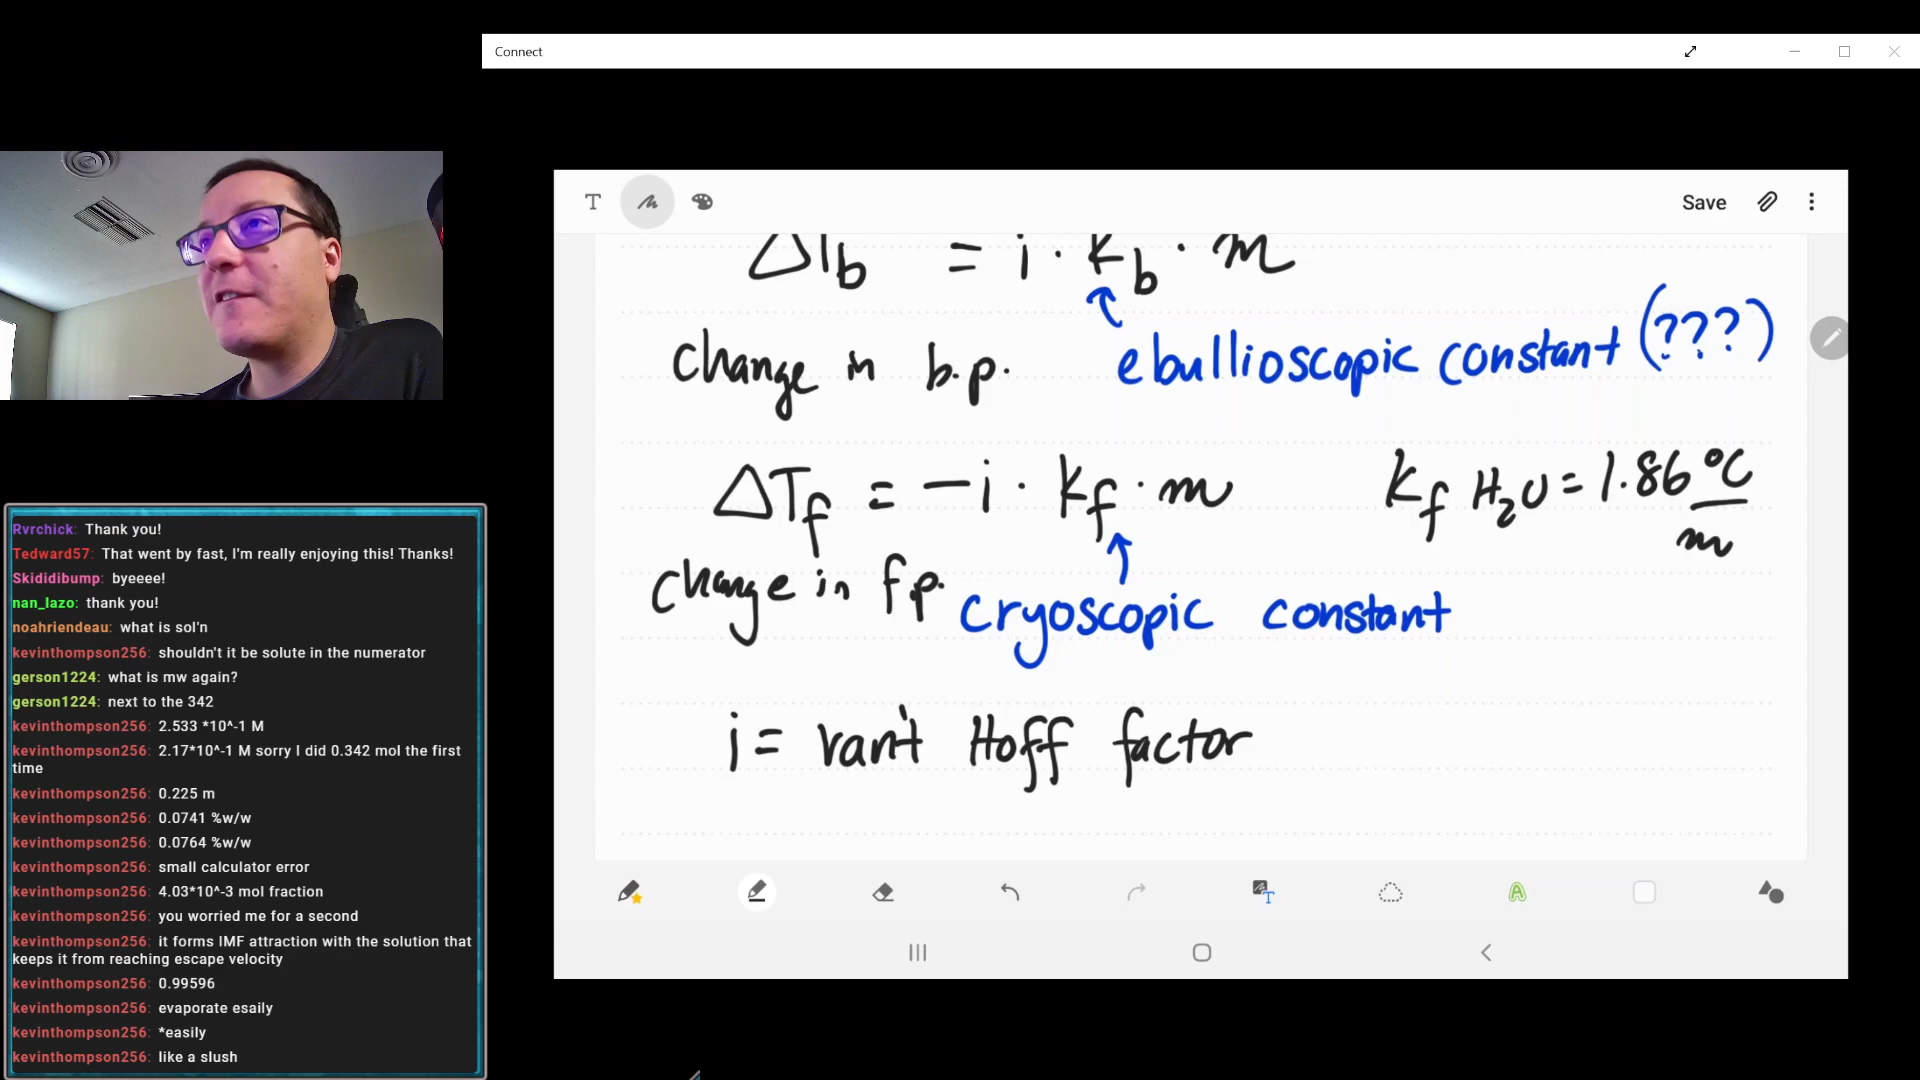 Connect
Save
ΔTb = i · kb · m
change in b.p.
ebullioscopic constant (???)
ΔTf = -i · kf · m
kf H2O = 1.86 °C/m
change in f.p.
cryoscopic constant
i = van't Hoff factor
Rvrchick: Thank you!
Tedward57: That went by fast, I'm really enjoying this! Thanks!
Skididibump: byeeee!
nan_lazo: thank you!
noahriendeau: what is sol'n
kevinthompson256: shouldn't it be solute in the numerator
gerson1224: what is mw again?
gerson1224: next to the 342
kevinthompson256: 2.533 *10^-1 M
kevinthompson256: 2.17*10^-1 M sorry I did 0.342 mol the first
time
kevinthompson256: 0.225 m
kevinthompson256: 0.0741 %w/w
kevinthompson256: 0.0764 %w/w
kevinthompson256: small calculator error
kevinthompson256: 4.03*10^-3 mol fraction
kevinthompson256: you worried me for a second
kevinthompson256: it forms IMF attraction with the solution that
keeps it from reaching escape velocity
kevinthompson256: 0.99596
kevinthompson256: evaporate esaily
kevinthompson256: *easily
kevinthompson256: like a slush